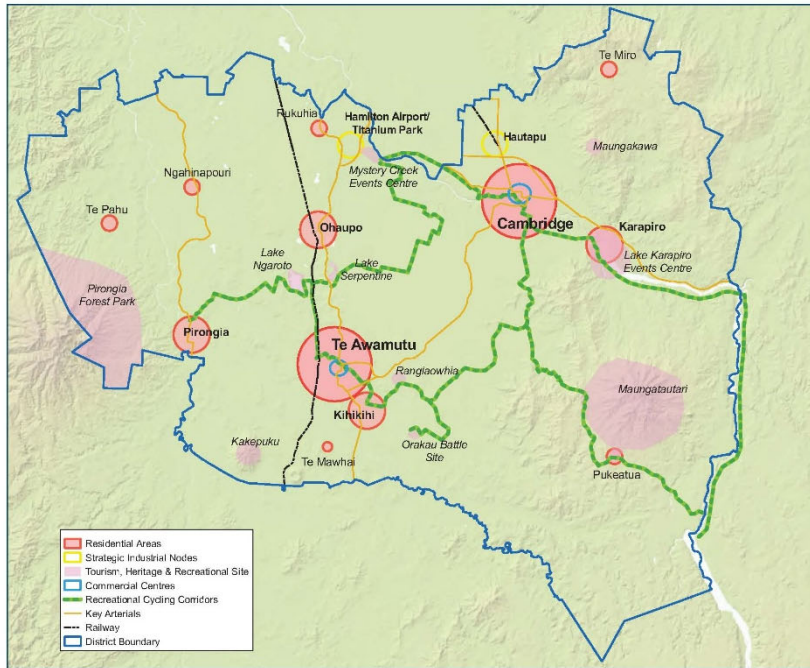 Te Miro
Rukuhia
Hamilton Airport/
Titanium Park
Hautapu
Maungakawa
Mystery Creek
Events Centre
Ngahinapouri
Te Pahu
Ohaupo
Cambridge
Karapiro
Lake
Ngaroto
Lake
Serpentine
Lake Karapiro
Events Centre
Pirongia
Forest Park
Pirongia
Te Awamutu
Rangiaowhia
Maungatautari
Kihikihi
Kakepuku
Te Mawhai
Orakau Battle
Site
Pukeatua
Residential Areas
Strategic Industrial Nodes
Tourism, Heritage & Recreational Site
Commercial Centres
Recreational Cycling Corridors
Key Arterials
Railway
District Boundary